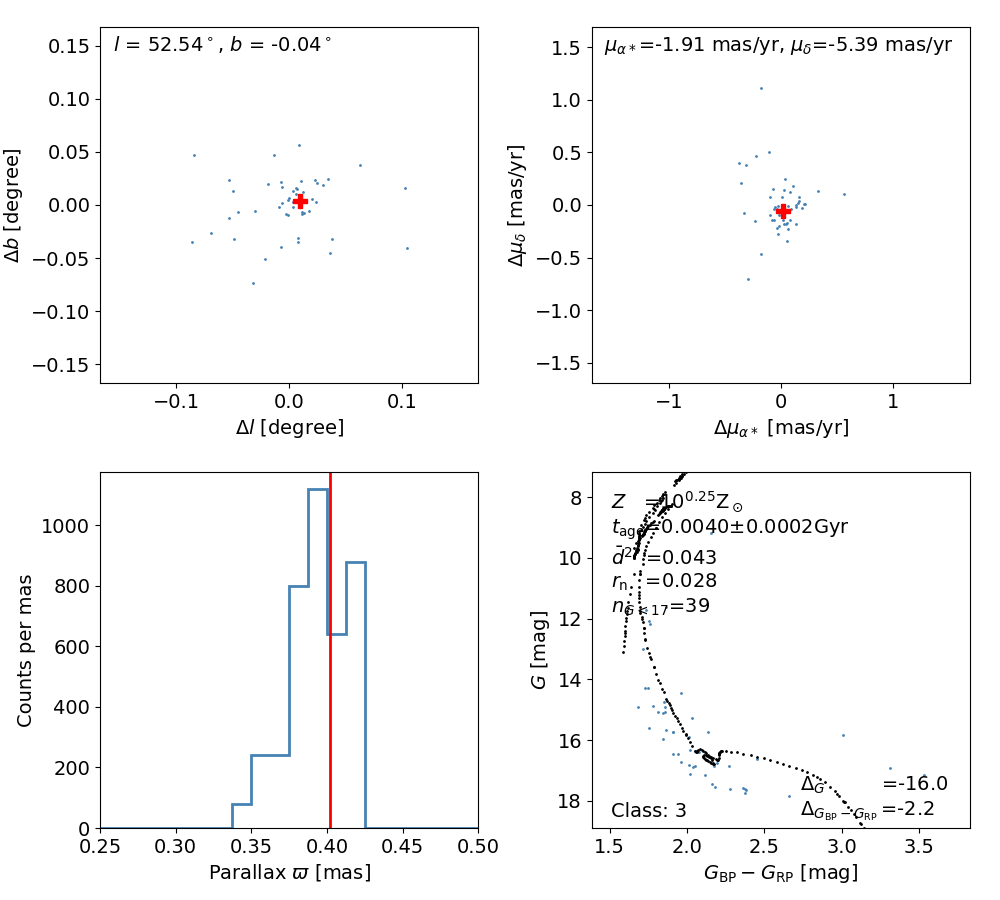 l = 52.54°, b = -0.04°
0.15
0.10
0.05
0.00
−0.05
−0.10
−0.15
Δb [degree]
−0.1
0.0
0.1
Δl [degree]
μα*=-1.91 mas/yr, μδ=-5.39 mas/yr
1.5
1.0
0.5
0.0
−0.5
−1.0
−1.5
Δμδ [mas/yr]
−1
0
1
Δμα* [mas/yr]
1000
800
600
400
200
0
Counts per mas
0.25
0.30
0.35
0.40
0.45
0.50
Parallax ϖ [mas]
Z =10^0.25 Z⊙
t_age=0.0040±0.0002Gyr
d̄² =0.043
r_n =0.028
n_G<17=39
8
10
12
14
16
18
G [mag]
Δ_G =-16.0
Δ_G_BP−G_RP=-2.2
Class: 3
1.5
2.0
2.5
3.0
3.5
G_BP − G_RP [mag]